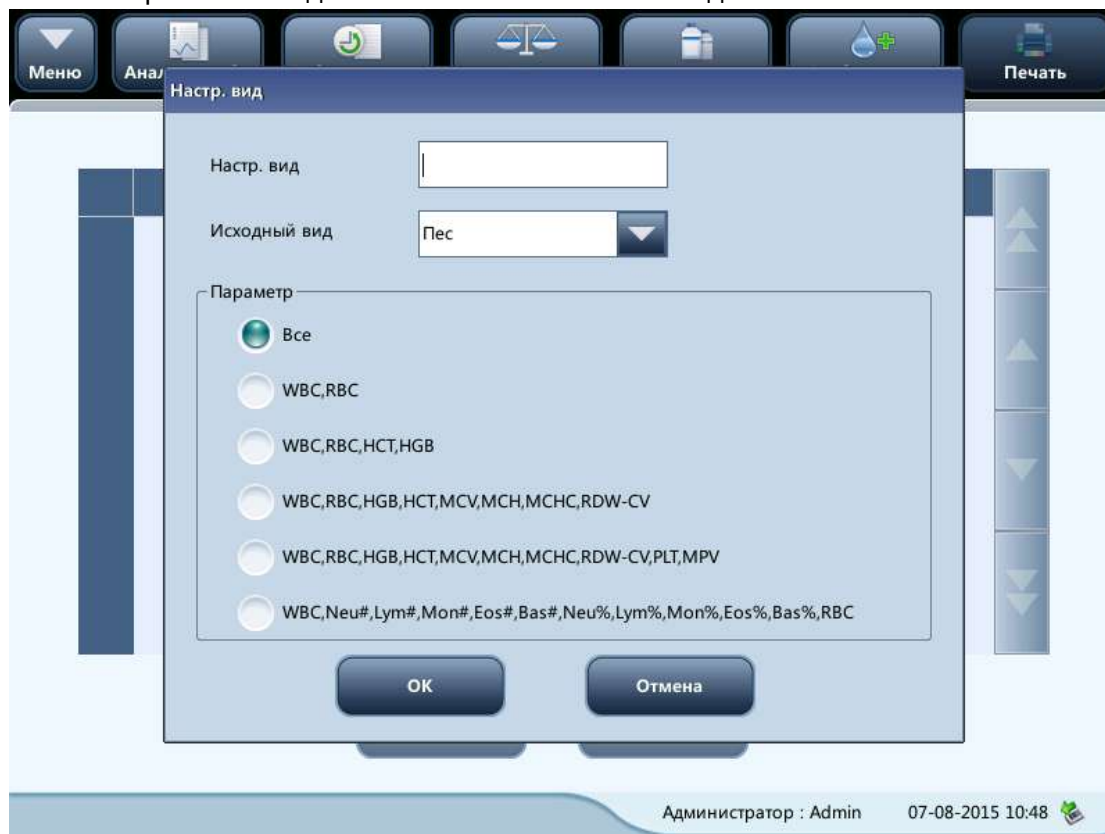 Меню
Печать
Настр. вид
Настр. вид
Исходный вид
Пес
Параметр
Все
WBC,RBC
WBC,RBC,HCT,HGB
WBC,RBC,HGB,HCT,MCV,MCH,MCHC,RDW-CV
WBC,RBC,HGB,HCT,MCV,MCH,MCHC,RDW-CV,PLT,MPV
WBC,Neu#,Lym#,Mon#,Eos#,Bas#,Neu%,Lym%,Mon%,Eos%,Bas%,RBC
ОК
Отмена
Администратор : Admin 07-08-2015 10:48